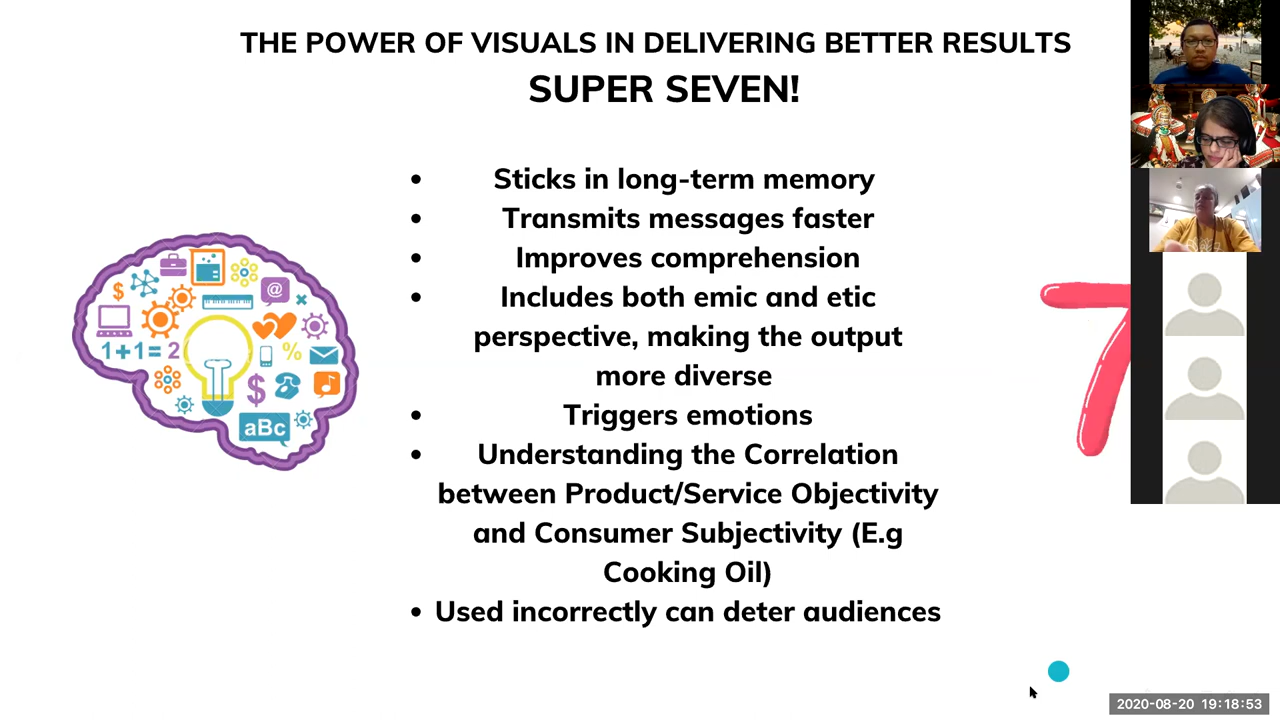 THE POWER OF VISUALS IN DELIVERING BETTER RESULTS
SUPER SEVEN!
• Sticks in long-term memory
• Transmits messages faster
• Improves comprehension
• Includes both emic and etic
perspective, making the output
more diverse
• Triggers emotions
• Understanding the Correlation
between Product/Service Objectivity
and Consumer Subjectivity (E.g
Cooking Oil)
• Used incorrectly can deter audiences
$
@
1+1=2
%
$
aBc
7
2020-08-20 19:18:53